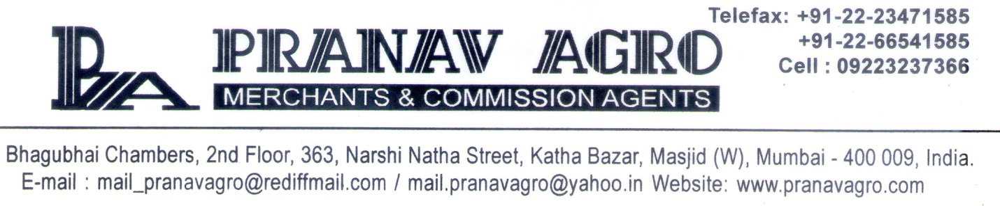 PA
PRANAV AGRO
MERCHANTS & COMMISSION AGENTS
Telefax: +91-22-23471585
+91-22-66541585
Cell : 09223237366
Bhagubhai Chambers, 2nd Floor, 363, Narshi Natha Street, Katha Bazar, Masjid (W), Mumbai - 400 009, India.
E-mail : mail_pranavagro@rediffmail.com / mail.pranavagro@yahoo.in Website: www.pranavagro.com